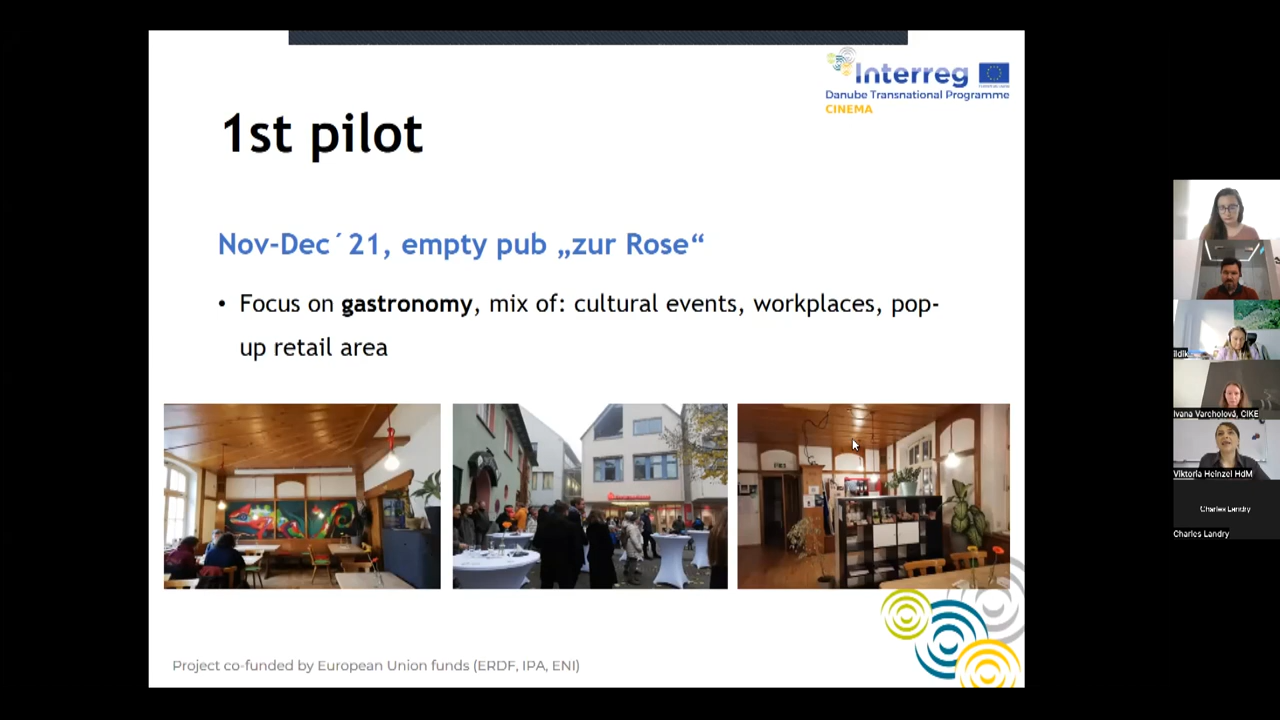 Interreg
Danube Transnational Programme
CINEMA
1st pilot
Nov-Dec´21, empty pub „zur Rose“
• Focus on gastronomy, mix of: cultural events, workplaces, pop-
up retail area
Project co-funded by European Union funds (ERDF, IPA, ENI)
Ivana Varcholová, CIKE
Viktoria Heinzel HdM
Charles Landry
Charles Landry